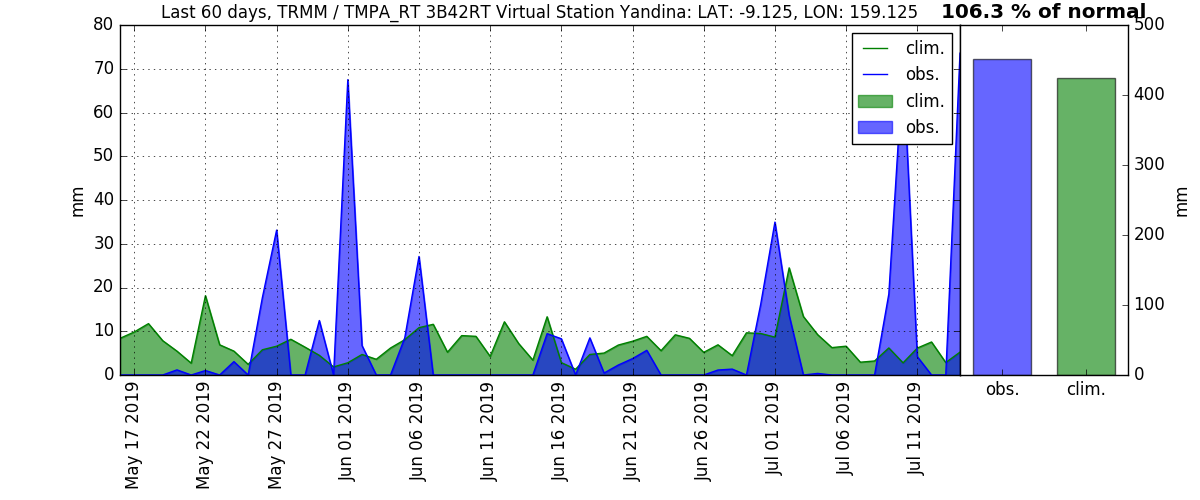 Last 60 days, TRMM / TMPA_RT 3B42RT Virtual Station Yandina: LAT: -9.125, LON: 159.125
106.3 % of normal
80
70
60
50
40
30
20
10
0
mm
clim.
obs.
clim.
obs.
500
400
300
200
100
0
mm
obs.
clim.
May 17 2019
May 22 2019
May 27 2019
Jun 01 2019
Jun 06 2019
Jun 11 2019
Jun 16 2019
Jun 21 2019
Jun 26 2019
Jul 01 2019
Jul 06 2019
Jul 11 2019